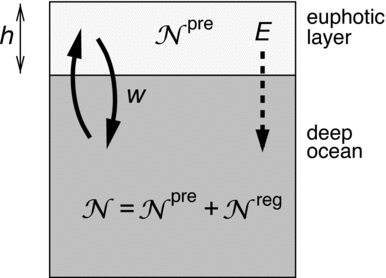 h
𝒩^pre
E
euphotic
layer
w
deep
ocean
𝒩 = 𝒩^pre + 𝒩^reg